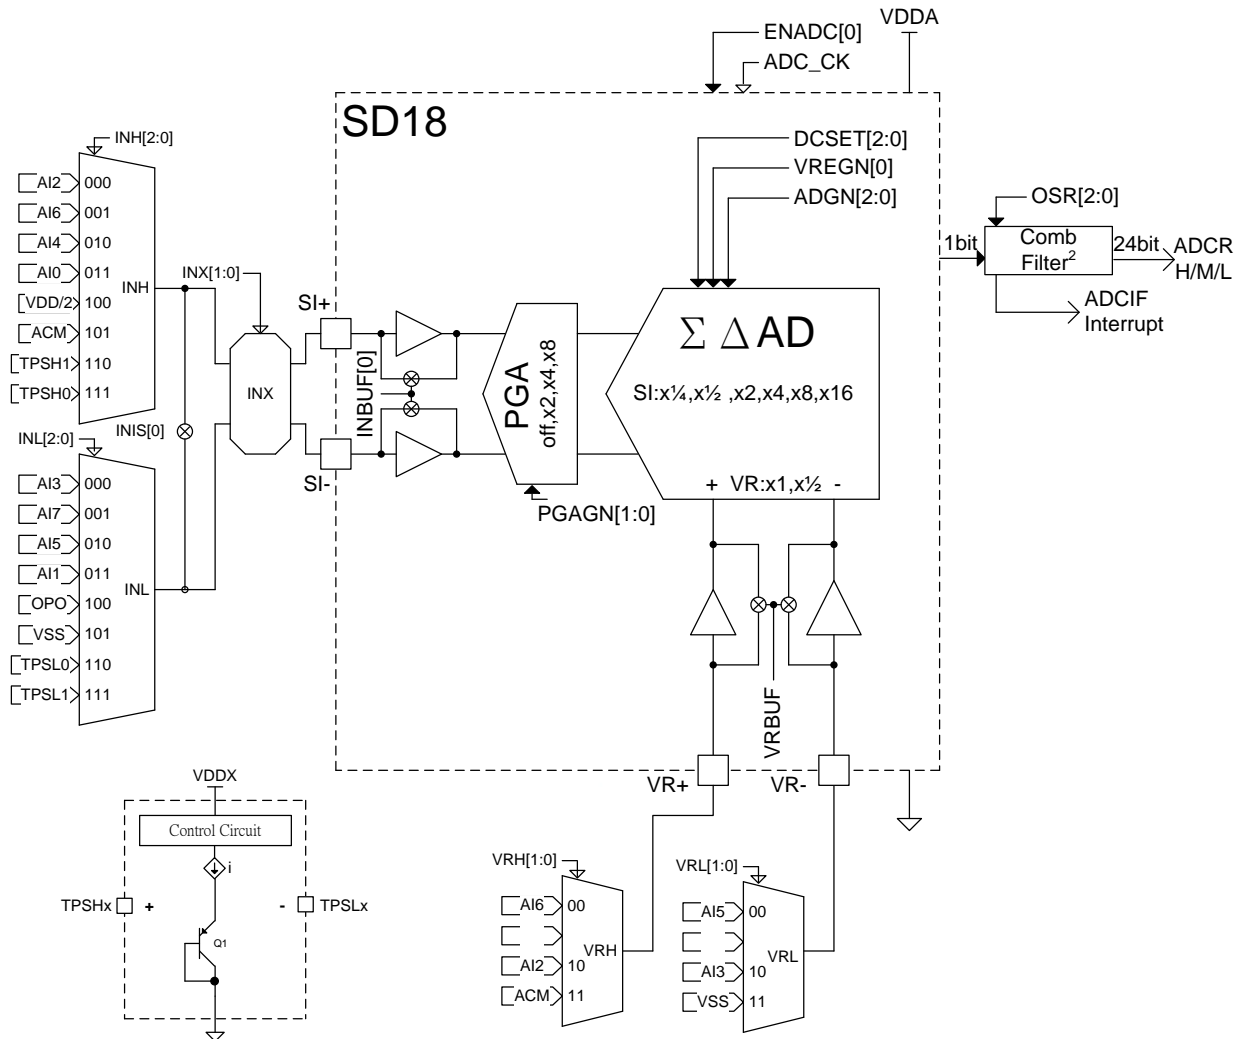 ENADC[0]
VDDA
ADC_CK
SD18
INH[2:0]
AI2 000
AI6 001
AI4 010
AI0 011
VDD/2 100
ACM 101
TPSH1 110
TPSH0 111
INH
INX[1:0]
INX
INIS[0]
INL[2:0]
AI3 000
AI7 001
AI5 010
AI1 011
OPO 100
VSS 101
TPSL0 110
TPSL1 111
INL
SI+
SI-
INBUF[0]
PGA
off,x2,x4,x8
PGAGN[1:0]
DCSET[2:0]
VREGN[0]
ADGN[2:0]
Σ Δ AD
SI:x¼,x½ ,x2,x4,x8,x16
+ VR:x1,x½ -
VRBUF
VR+
VR-
1bit
OSR[2:0]
Comb
Filter²
24bit
ADCR
H/M/L
ADCIF
Interrupt
VDDX
Control Circuit
i
TPSHx
+
-
TPSLx
Q1
VRH[1:0]
AI6 00
AI2 10
ACM 11
VRH
VRL[1:0]
AI5 00
AI3 10
VSS 11
VRL